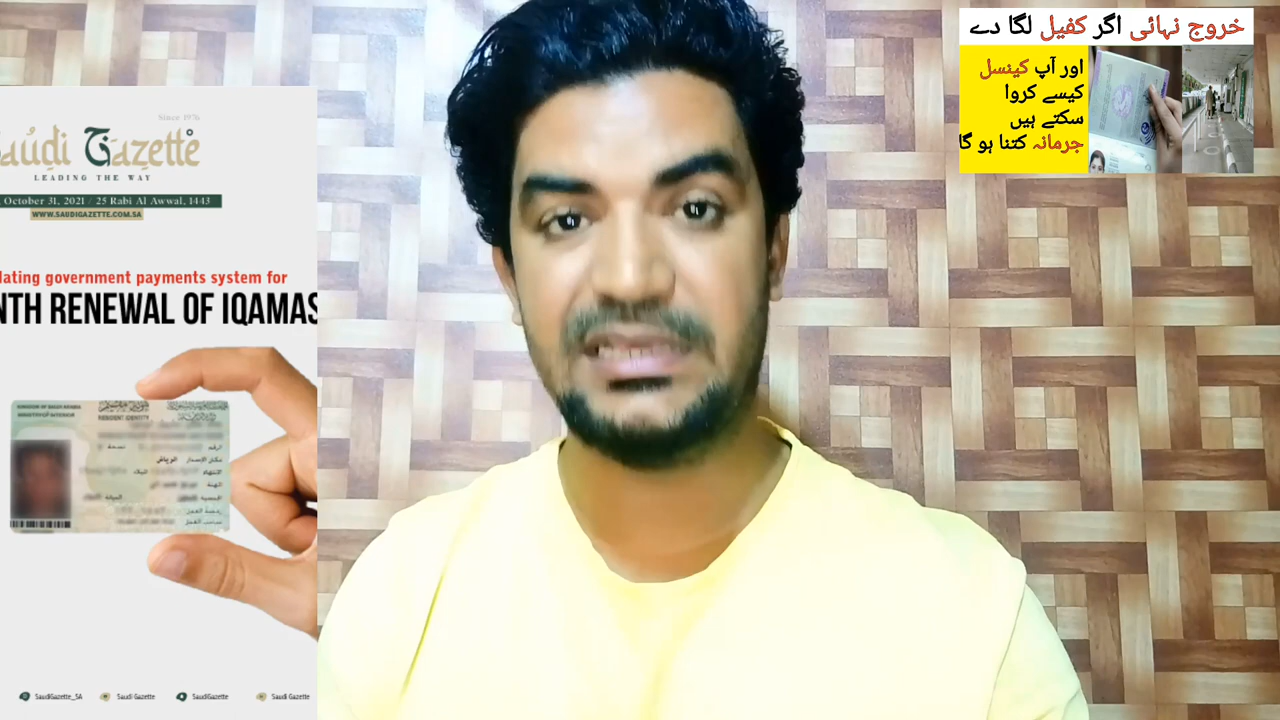 Since 1976
Saudi Gazette
LEADING THE WAY
October 31, 2021 / 25 Rabi Al Awwal, 1443
WWW.SAUDIGAZETTE.COM.SA
lating government payments system for
NTH RENEWAL OF IQAMAS
KINGDOM OF SAUDI ARABIA
MINISTRY OF INTERIOR
RESIDENT IDENTITY
الرياض
SaudiGazette_SA
Saudi Gazette
SaudiGazette
Saudi Gazette
خروج نہائی اگر کفیل لگا دے
اور آپ کینسل
کیسے کروا
سکتے ہیں
جرمانہ کتنا ہو گا